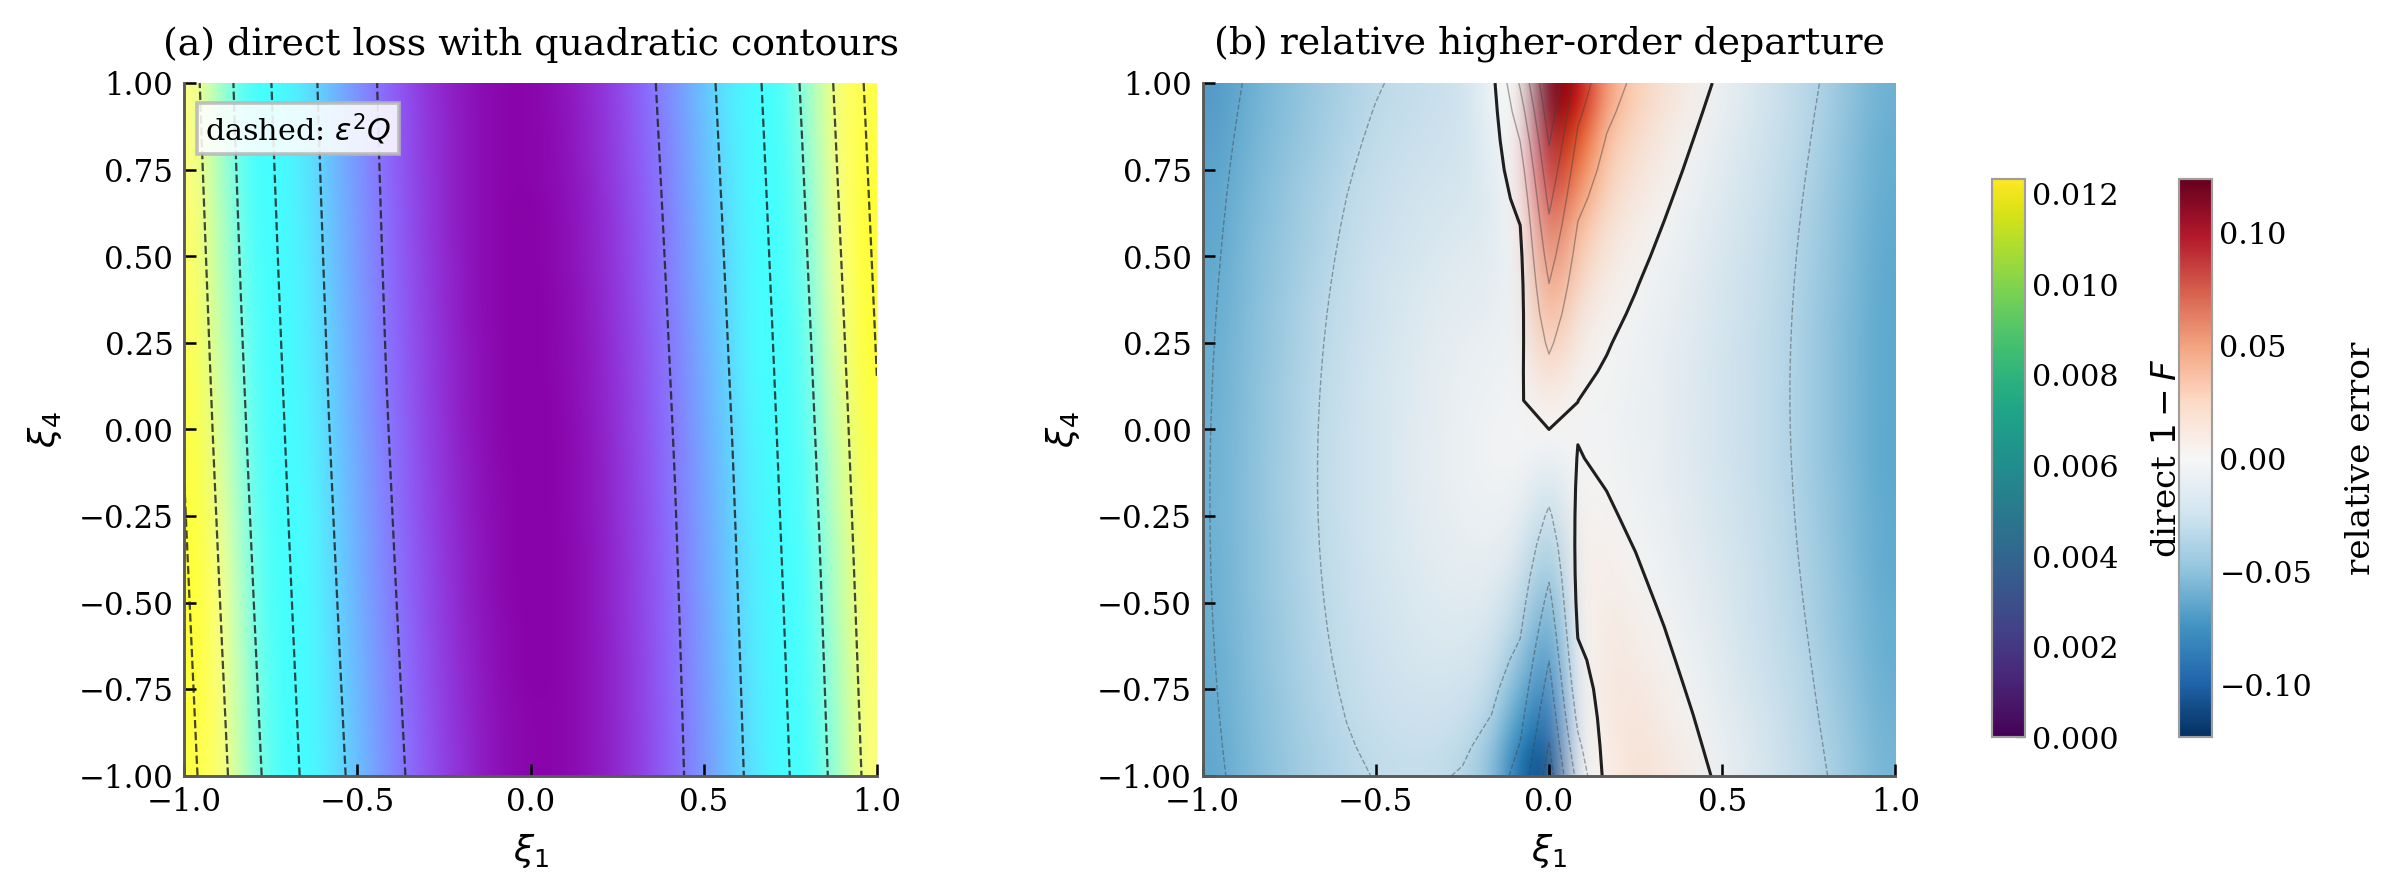 (a) direct loss with quadratic contours
dashed: ε²Q
1.00
0.75
0.50
0.25
0.00
−0.25
−0.50
−0.75
−1.00
ξ₄
−1.0 −0.5 0.0 0.5 1.0
ξ₁
(b) relative higher-order departure
1.00
0.75
0.50
0.25
0.00
−0.25
−0.50
−0.75
−1.00
ξ₄
−1.0 −0.5 0.0 0.5 1.0
ξ₁
0.012
0.010
0.008
0.006
0.004
0.002
0.000
direct 1 − F
0.10
0.05
0.00
−0.05
−0.10
relative error